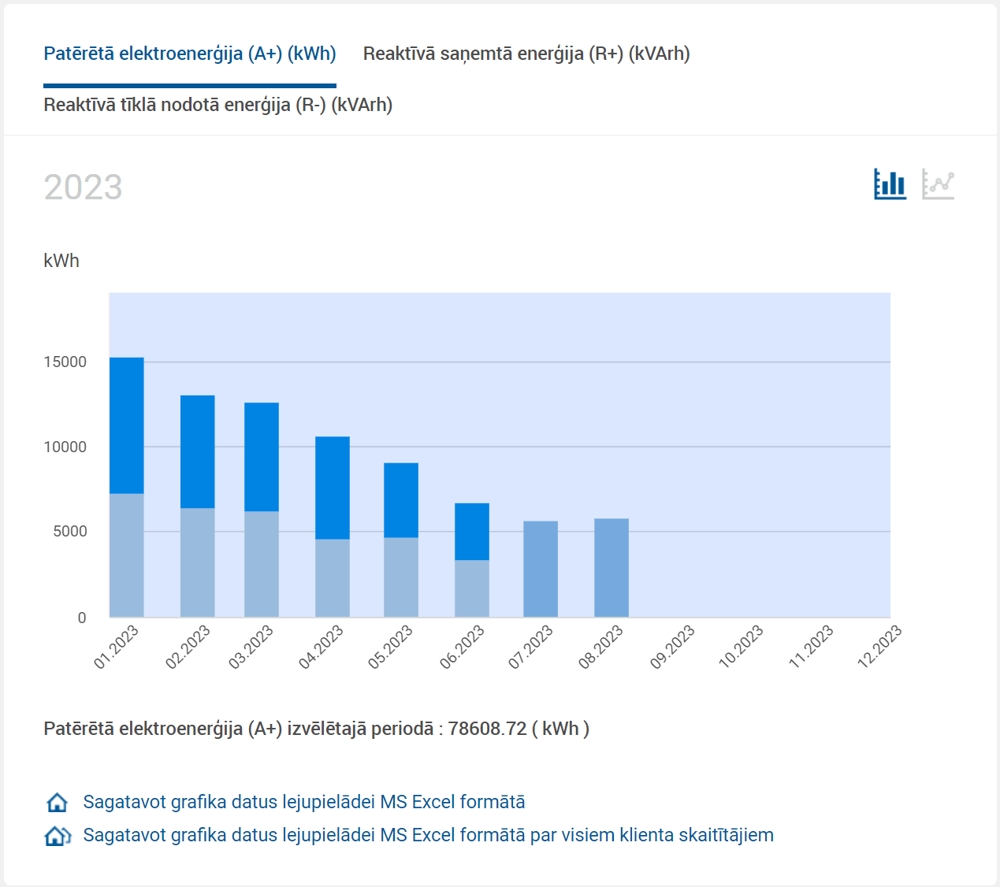 Patērētā elektroenerģija (A+) (kWh) Reaktīvā saņemtā enerģija (R+) (kVArh)
Reaktīvā tīklā nodotā enerģija (R-) (kVArh)
2023
kWh
15000
10000
5000
0
01.2023 02.2023 03.2023 04.2023 05.2023 06.2023 07.2023 08.2023 09.2023 10.2023 11.2023 12.2023
Patērētā elektroenerģija (A+) izvēlētajā periodā : 78608.72 ( kWh )
Sagatavot grafika datus lejupielādei MS Excel formātā
Sagatavot grafika datus lejupielādei MS Excel formātā par visiem klienta skaitītājiem